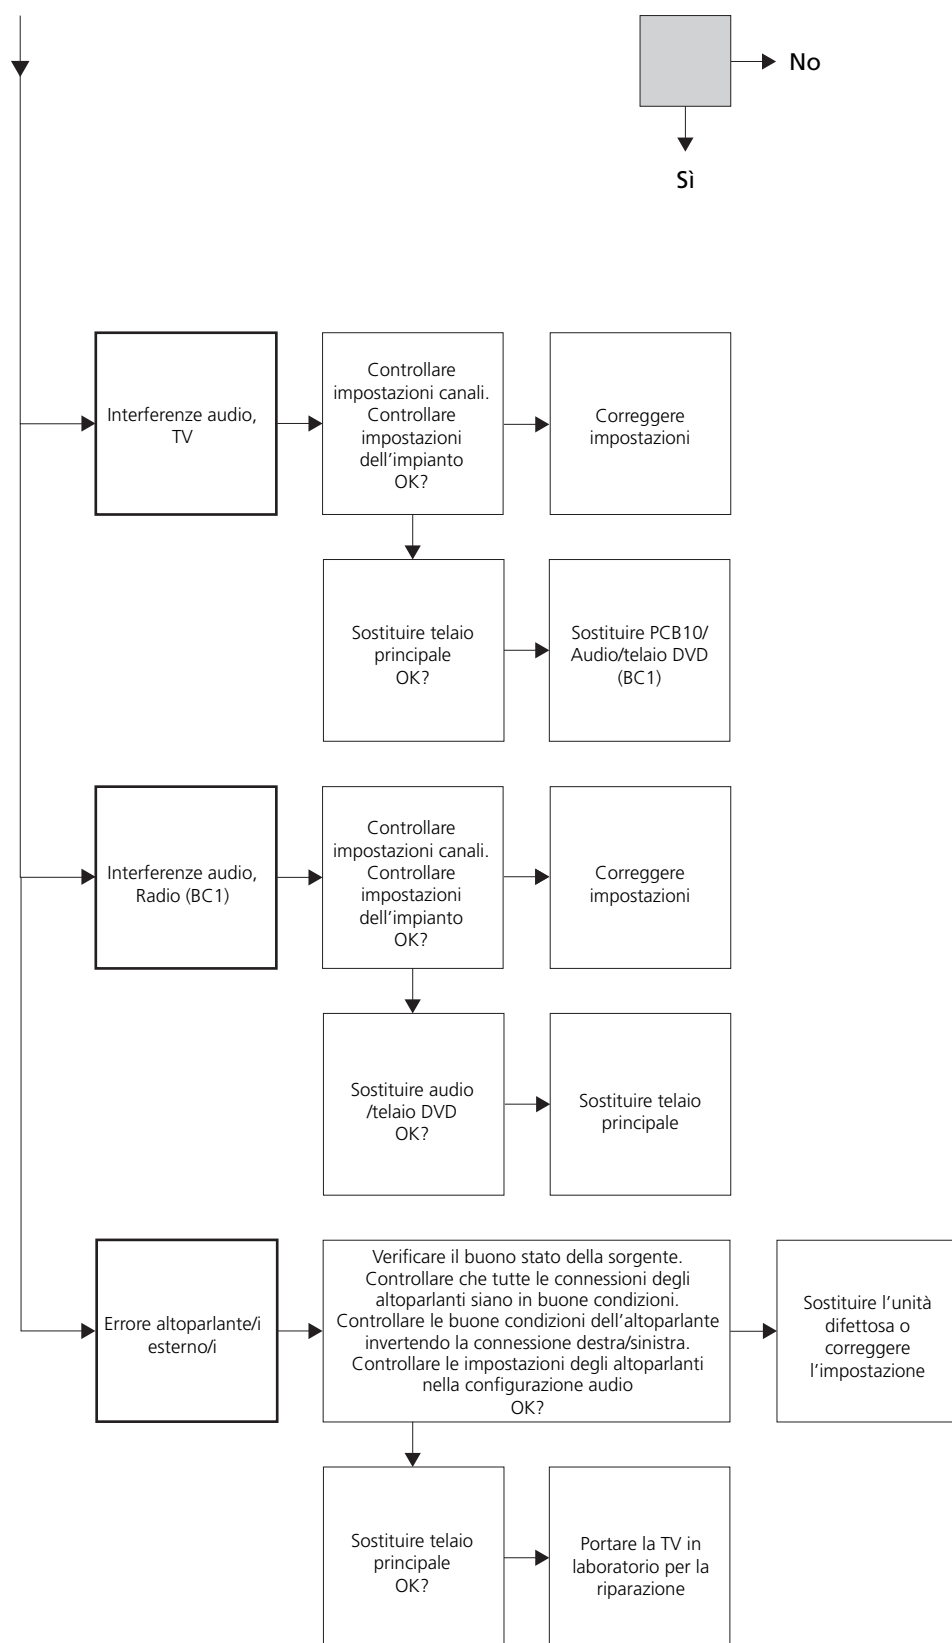 No
Sì
Interferenze audio,
TV
Controllare
impostazioni canali.
Controllare
impostazioni
dell'impianto
OK?
Correggere
impostazioni
Sostituire telaio
principale
OK?
Sostituire PCB10/
Audio/telaio DVD
(BC1)
Interferenze audio,
Radio (BC1)
Controllare
impostazioni canali.
Controllare
impostazioni
dell'impianto
OK?
Correggere
impostazioni
Sostituire audio
/telaio DVD
OK?
Sostituire telaio
principale
Errore altoparlante/i
esterno/i
Verificare il buono stato della sorgente.
Controllare che tutte le connessioni degli
altoparlanti siano in buone condizioni.
Controllare le buone condizioni dell'altoparlante
invertendo la connessione destra/sinistra.
Controllare le impostazioni degli altoparlanti
nella configurazione audio
OK?
Sostituire l'unità
difettosa o
correggere
l'impostazione
Sostituire telaio
principale
OK?
Portare la TV in
laboratorio per la
riparazione